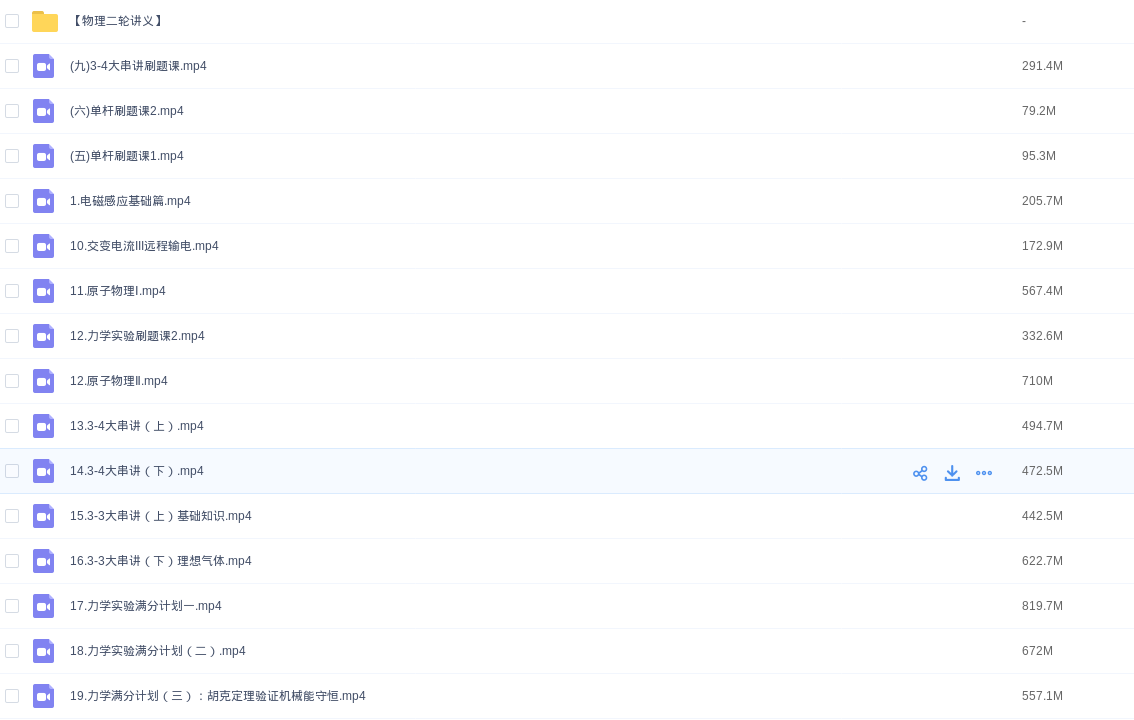 【物理二轮讲义】 -
(九)3-4大串讲刷题课.mp4 291.4M
(六)单杆刷题课2.mp4 79.2M
(五)单杆刷题课1.mp4 95.3M
1.电磁感应基础篇.mp4 205.7M
10.交变电流III远程输电.mp4 172.9M
11.原子物理Ⅰ.mp4 567.4M
12.力学实验刷题课2.mp4 332.6M
12.原子物理Ⅱ.mp4 710M
13.3-4大串讲（上）.mp4 494.7M
14.3-4大串讲（下）.mp4 472.5M
15.3-3大串讲（上）基础知识.mp4 442.5M
16.3-3大串讲（下）理想气体.mp4 622.7M
17.力学实验满分计划一.mp4 819.7M
18.力学实验满分计划（二）.mp4 672M
19.力学满分计划（三）：胡克定理验证机械能守恒.mp4 557.1M